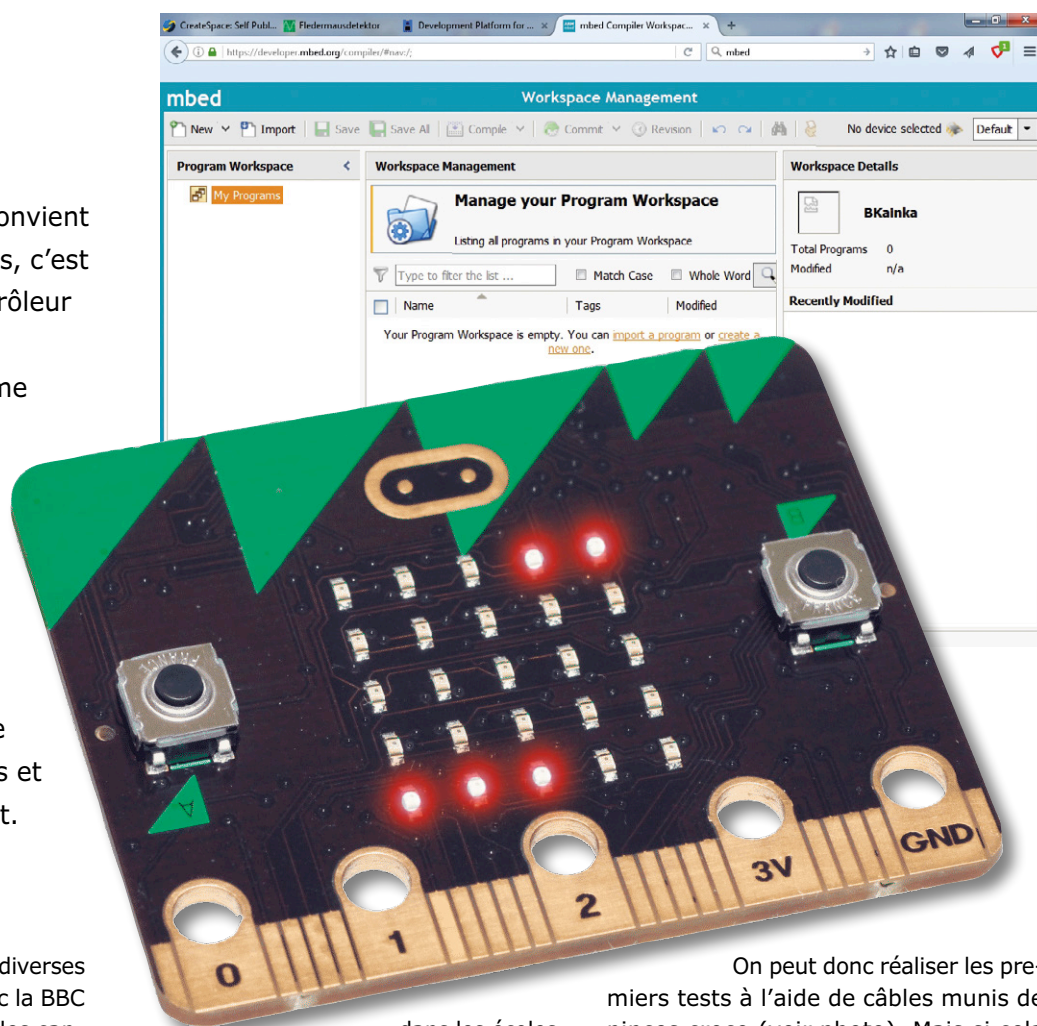 CreateSpace: Self Publ...
Fledermausdetektor
Development Platform for ...
mbed Compiler Workspac...
https://developer.mbed.org/compiler/#nav:/;
mbed
mbed
Workspace Management
New
Import
Save
Save All
Compile
Commit
Revision
No device selected
Default
Program Workspace
Workspace Management
Workspace Details
My Programs
Manage your Program Workspace
Listing all programs in your Program Workspace
BKainka
Total Programs 0
Modified n/a
Type to filter the list ...
Match Case
Whole Word
Recently Modified
Name
Tags
Modified
Your Program Workspace is empty. You can import a program or create a
new one.
onvient
s, c'est
rôleur
me
e
s et
t.
B
FRANCE
A
0
1
2
3V
GND
diverses
c la BBC
dans les écoles
On peut donc réaliser les pre-
miers tests à l'aide de câbles munis de